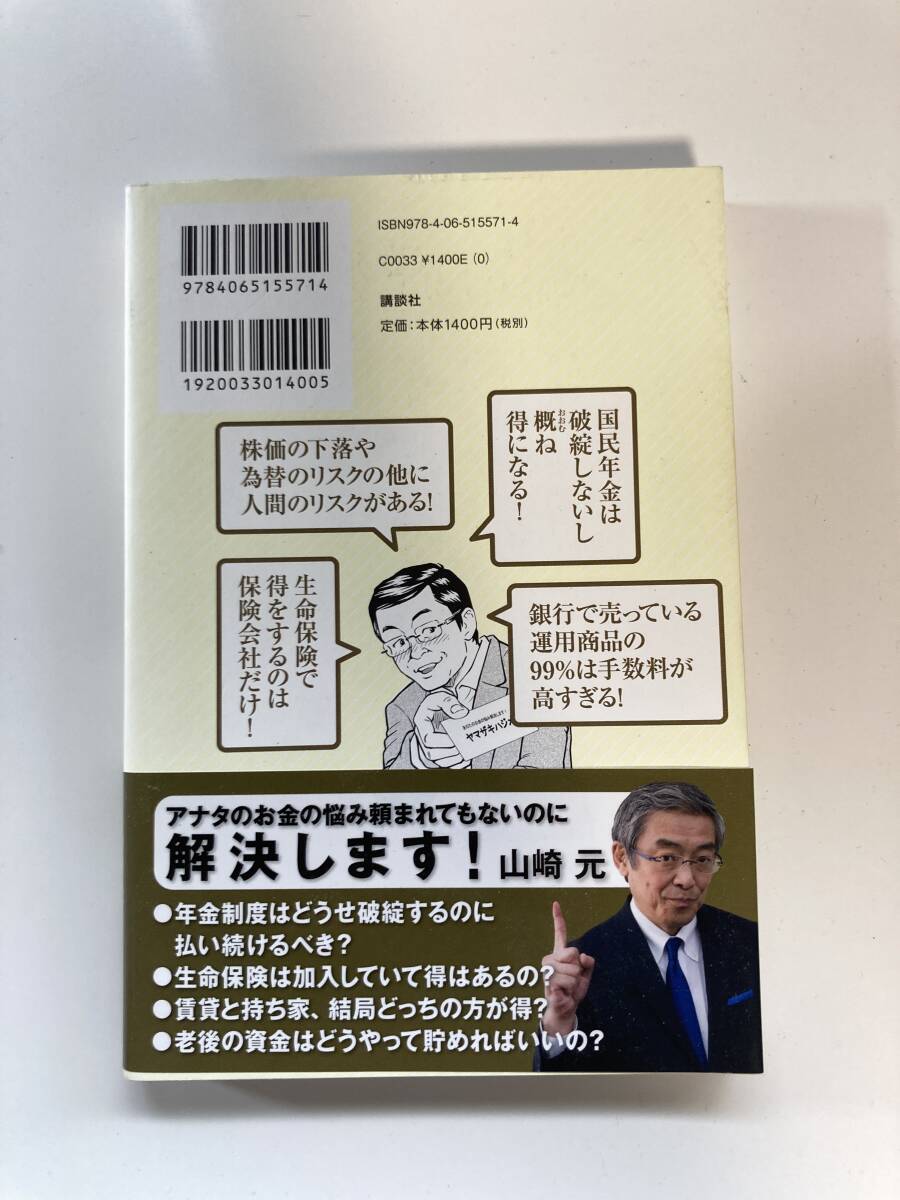 ISBN978-4-06-515571-4
9784065155714
C0033 ¥1400E (0)
講談社
定価：本体1400円（税別）
1920033014005
国民年金は
破綻しないし
概ね
おおむ
得になる！
株価の下落や
為替のリスクの他に
人間のリスクがある！
生命保険で
得をするのは
保険会社だけ！
銀行で売っている
運用商品の
99%は手数料が
高すぎる！
ヤマザキハジ
アナタのお金の悩み頼まれてもないのに
解決します！ 山崎 元
●年金制度はどうせ破綻するのに
払い続けるべき？
●生命保険は加入していて得はあるの？
●賃貸と持ち家、結局どっちの方が得？
●老後の資金はどうやって貯めればいいの？